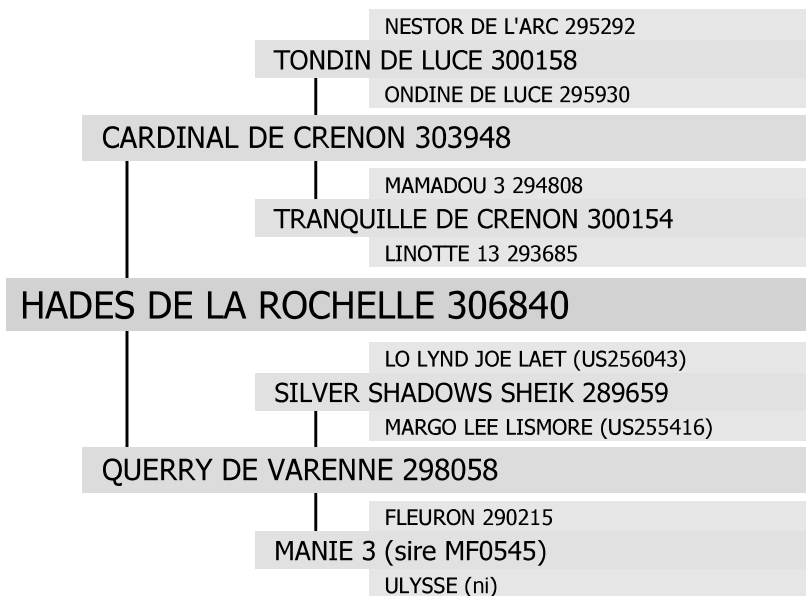 NESTOR DE L'ARC 295292
TONDIN DE LUCE 300158
ONDINE DE LUCE 295930
CARDINAL DE CRENON 303948
MAMADOU 3 294808
TRANQUILLE DE CRENON 300154
LINOTTE 13 293685
HADES DE LA ROCHELLE 306840
LO LYND JOE LAET (US256043)
SILVER SHADOWS SHEIK 289659
MARGO LEE LISMORE (US255416)
QUERRY DE VARENNE 298058
FLEURON 290215
MANIE 3 (sire MF0545)
ULYSSE (ni)